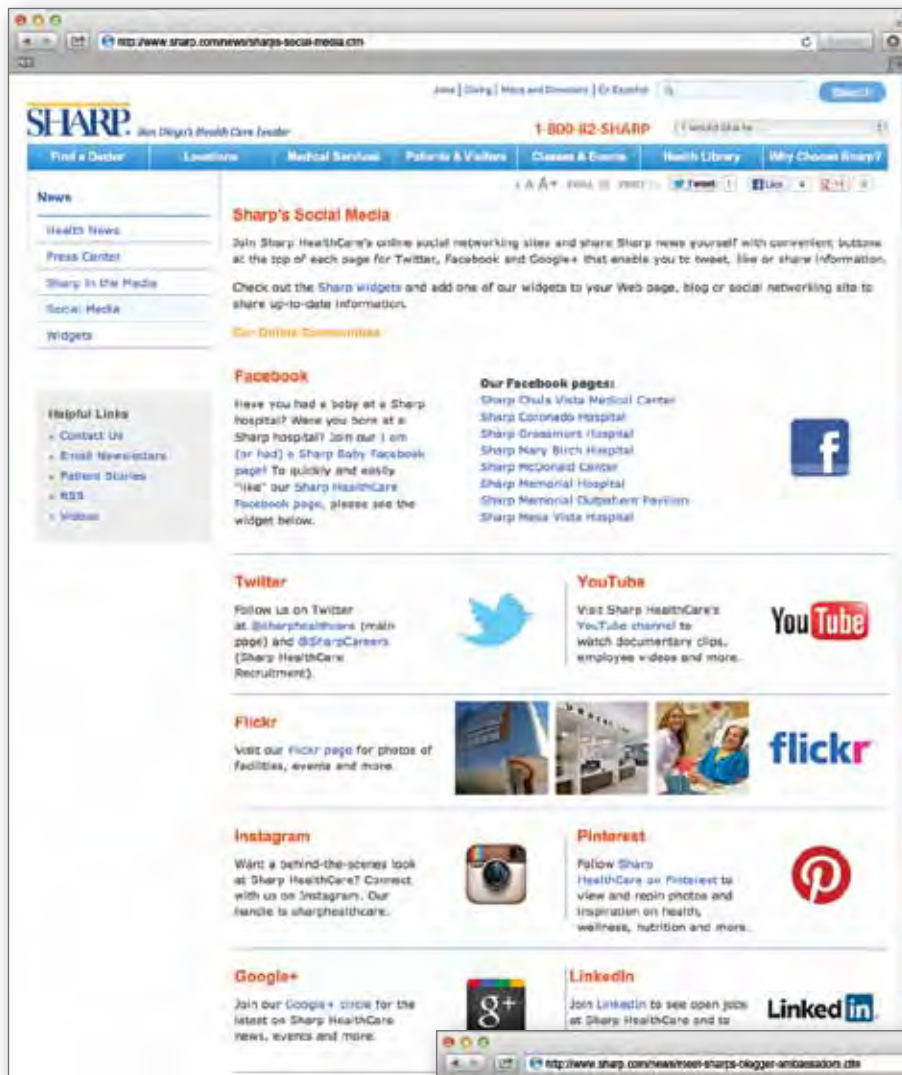 http://www.sharp.com/news/sharps-social-media.cfm
Jobs | Giving | Maps and Directions | En Español
Search
SHARP. San Diego's Health Care Leader
1-800-82-SHARP
I would like to ...
Find a Doctor
Locations
Medical Services
Patients & Visitors
Classes & Events
Health Library
Why Choose Sharp?
A A A+ EMAIL PRINT Tweet 1 Like 4 +1 0
News
Health News
Press Center
Sharp in the Media
Social Media
Widgets
Helpful Links
Contact Us
Email Newsletters
Patient Stories
RSS
Videos
Sharp's Social Media
Join Sharp HealthCare's online social networking sites and share Sharp news yourself with convenient buttons
at the top of each page for Twitter, Facebook and Google+ that enable you to tweet, like or share information.
Check out the Sharp widgets and add one of our widgets to your Web page, blog or social networking site to
share up-to-date information.
Our Online Communities
Facebook
Have you had a baby at a Sharp
hospital? Were you born at a
Sharp hospital? Join our I am
(or had) a Sharp Baby Facebook
page! To quickly and easily
"like" our Sharp HealthCare
Facebook page, please see the
widget below.
Our Facebook pages:
Sharp Chula Vista Medical Center
Sharp Coronado Hospital
Sharp Grossmont Hospital
Sharp Mary Birch Hospital
Sharp McDonald Center
Sharp Memorial Hospital
Sharp Memorial Outpatient Pavilion
Sharp Mesa Vista Hospital
f
Twitter
Follow us on Twitter
at @sharphealthcare (main
page) and @SharpCareers
(Sharp HealthCare
Recruitment).
YouTube
Visit Sharp HealthCare's
YouTube channel to
watch documentary clips,
employee videos and more.
YouTube
Flickr
Visit our Flickr page for photos of
facilities, events and more.
flickr
Instagram
Want a behind-the-scenes look
at Sharp HealthCare? Connect
with us on Instagram. Our
handle is sharphealthcare.
Pinterest
Follow Sharp
HealthCare on Pinterest to
view and repin photos and
inspiration on health,
wellness, nutrition and more.
Google+
Join our Google+ circle for the
latest on Sharp HealthCare
news, events and more.
g+
LinkedIn
Join LinkedIn to see open jobs
at Sharp HealthCare and to
Linked in
http://www.sharp.com/news/meet-sharps-blogger-ambassadors.cfm